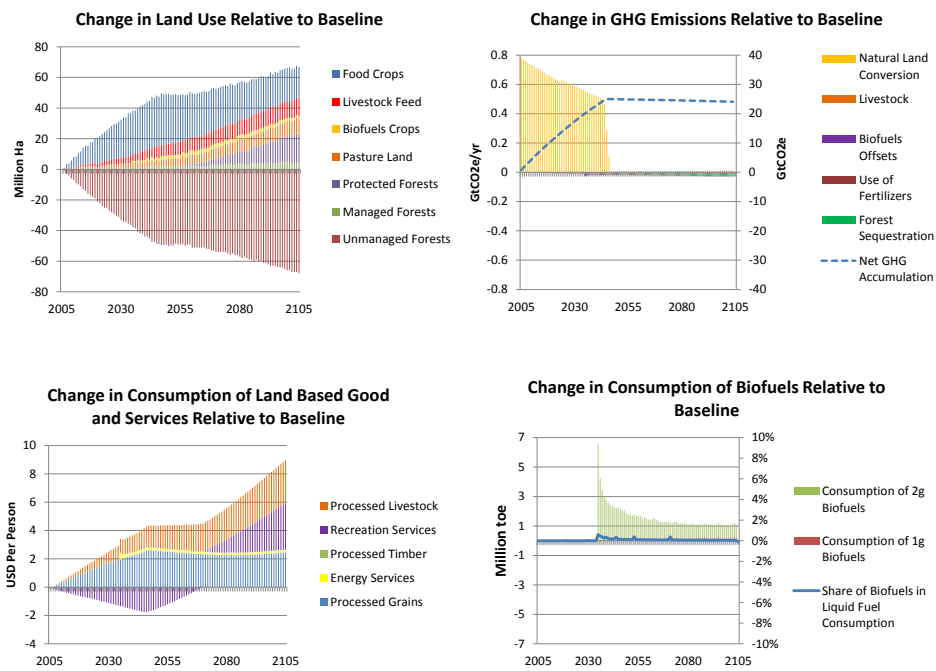 Change in Land Use Relative to Baseline
80
60
40
20
0
-20
-40
-60
-80
Million Ha
2005 2030 2055 2080 2105
Food Crops
Livestock Feed
Biofuels Crops
Pasture Land
Protected Forests
Managed Forests
Unmanaged Forests
Change in GHG Emissions Relative to Baseline
0.8
0.6
0.4
0.2
0
-0.2
-0.4
-0.6
-0.8
GtCO2e/yr
40
30
20
10
0
-10
-20
-30
-40
GtCO2e
2005 2030 2055 2080 2105
Natural Land
Conversion
Livestock
Biofuels
Offsets
Use of
Fertilizers
Forest
Sequestration
Net GHG
Accumulation
Change in Consumption of Land Based Good
and Services Relative to Baseline
10
8
6
4
2
0
-2
-4
USD Per Person
2005 2030 2055 2080 2105
Processed Livestock
Recreation Services
Processed Timber
Energy Services
Processed Grains
Change in Consumption of Biofuels Relative to
Baseline
7
5
3
1
-1
-3
-5
-7
Million toe
10%
8%
6%
4%
2%
0%
-2%
-4%
-6%
-8%
-10%
2005 2030 2055 2080 2105
Consumption of 2g
Biofuels
Consumption of 1g
Biofuels
Share of Biofuels in
Liquid Fuel
Consumption